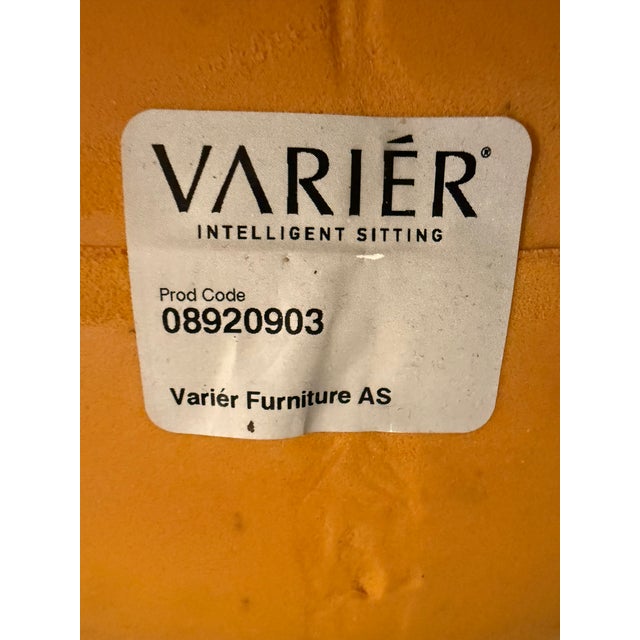 VARIÉR®
INTELLIGENT SITTING
Prod Code
08920903
Variér Furniture AS